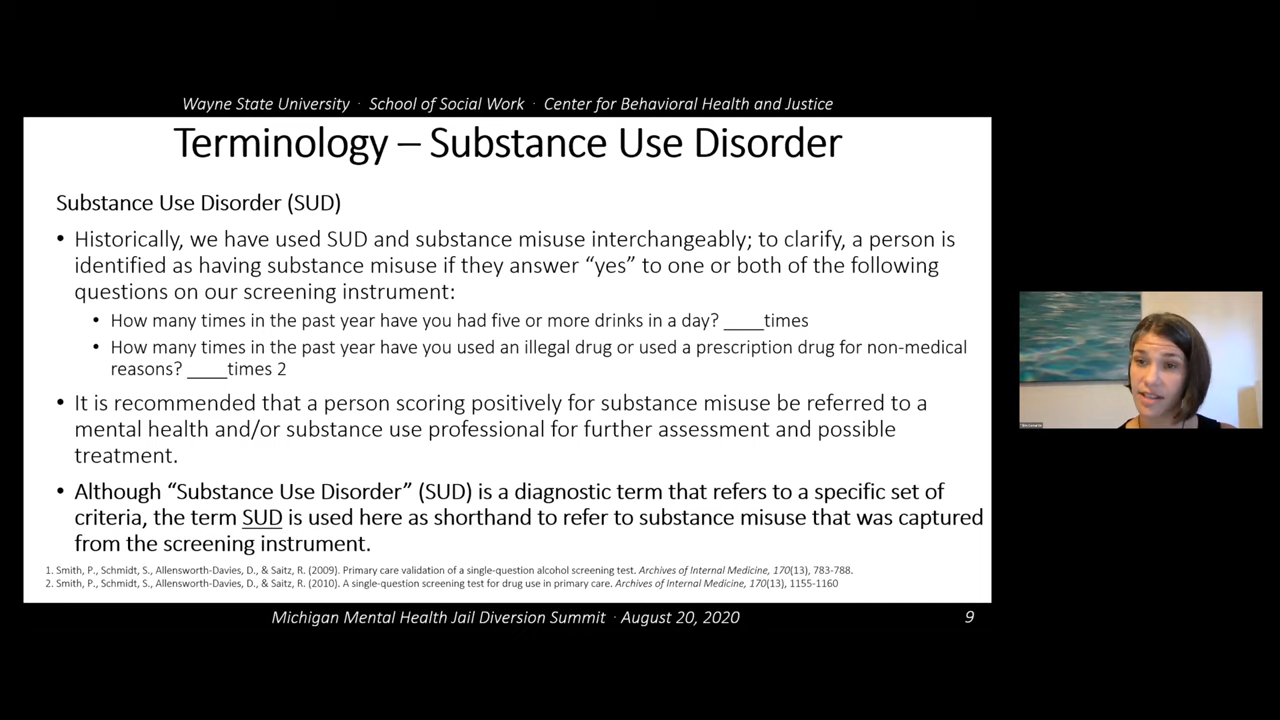 Wayne State University · School of Social Work · Center for Behavioral Health and Justice
Terminology – Substance Use Disorder
Substance Use Disorder (SUD)
• Historically, we have used SUD and substance misuse interchangeably; to clarify, a person is
identified as having substance misuse if they answer “yes” to one or both of the following
questions on our screening instrument:
• How many times in the past year have you had five or more drinks in a day? ____times
• How many times in the past year have you used an illegal drug or used a prescription drug for non-medical
reasons? ____times 2
• It is recommended that a person scoring positively for substance misuse be referred to a
mental health and/or substance use professional for further assessment and possible
treatment.
• Although “Substance Use Disorder” (SUD) is a diagnostic term that refers to a specific set of
criteria, the term SUD is used here as shorthand to refer to substance misuse that was captured
from the screening instrument.
1. Smith, P., Schmidt, S., Allensworth-Davies, D., & Saitz, R. (2009). Primary care validation of a single-question alcohol screening test. Archives of Internal Medicine, 170(13), 783-788.
2. Smith, P., Schmidt, S., Allensworth-Davies, D., & Saitz, R. (2010). A single-question screening test for drug use in primary care. Archives of Internal Medicine, 170(13), 1155-1160
Michigan Mental Health Jail Diversion Summit · August 20, 2020
9